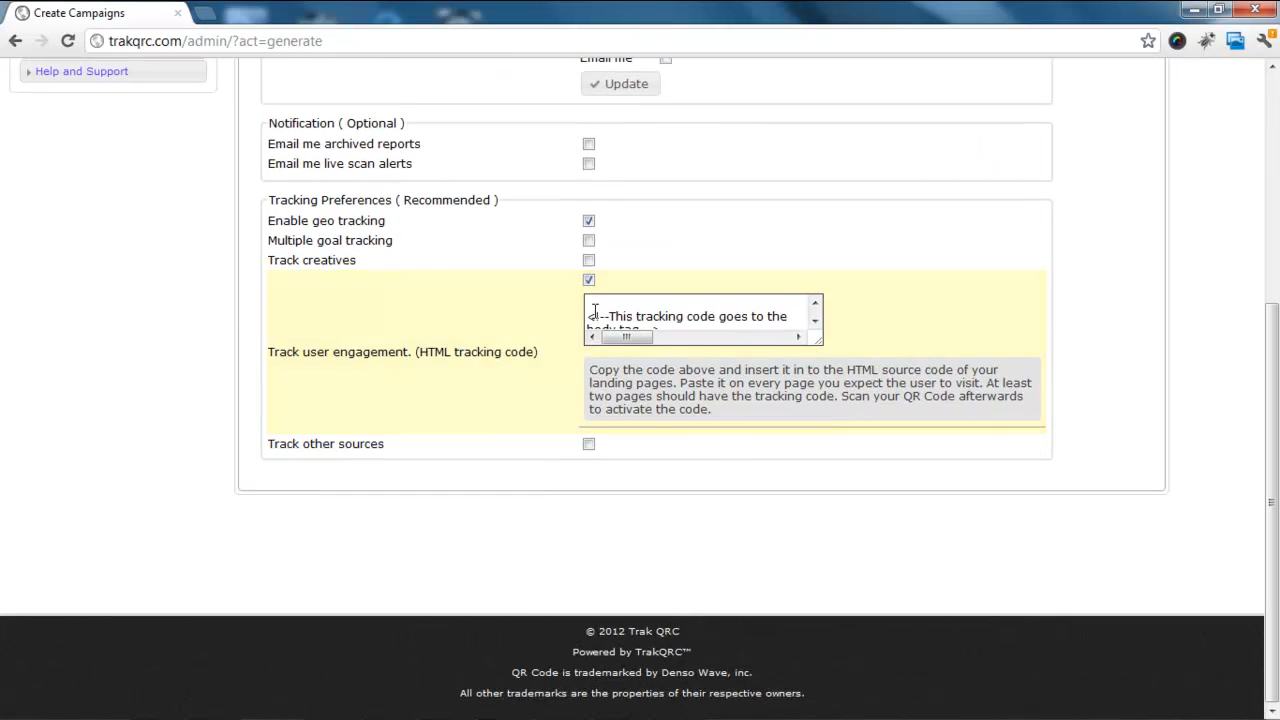 Create Campaigns
trakqrc.com/admin/?act=generate
Help and Support
Email me
Update
Notification ( Optional )
Email me archived reports
Email me live scan alerts
Tracking Preferences ( Recommended )
Enable geo tracking
Multiple goal tracking
Track creatives
<!--This tracking code goes to the
body tag-->
Track user engagement. (HTML tracking code)
Copy the code above and insert it in to the HTML source code of your
landing pages. Paste it on every page you expect the user to visit. At least
two pages should have the tracking code. Scan your QR Code afterwards
to activate the code.
Track other sources
© 2012 Trak QRC
Powered by TrakQRC™
QR Code is trademarked by Denso Wave, inc.
All other trademarks are the properties of their respective owners.